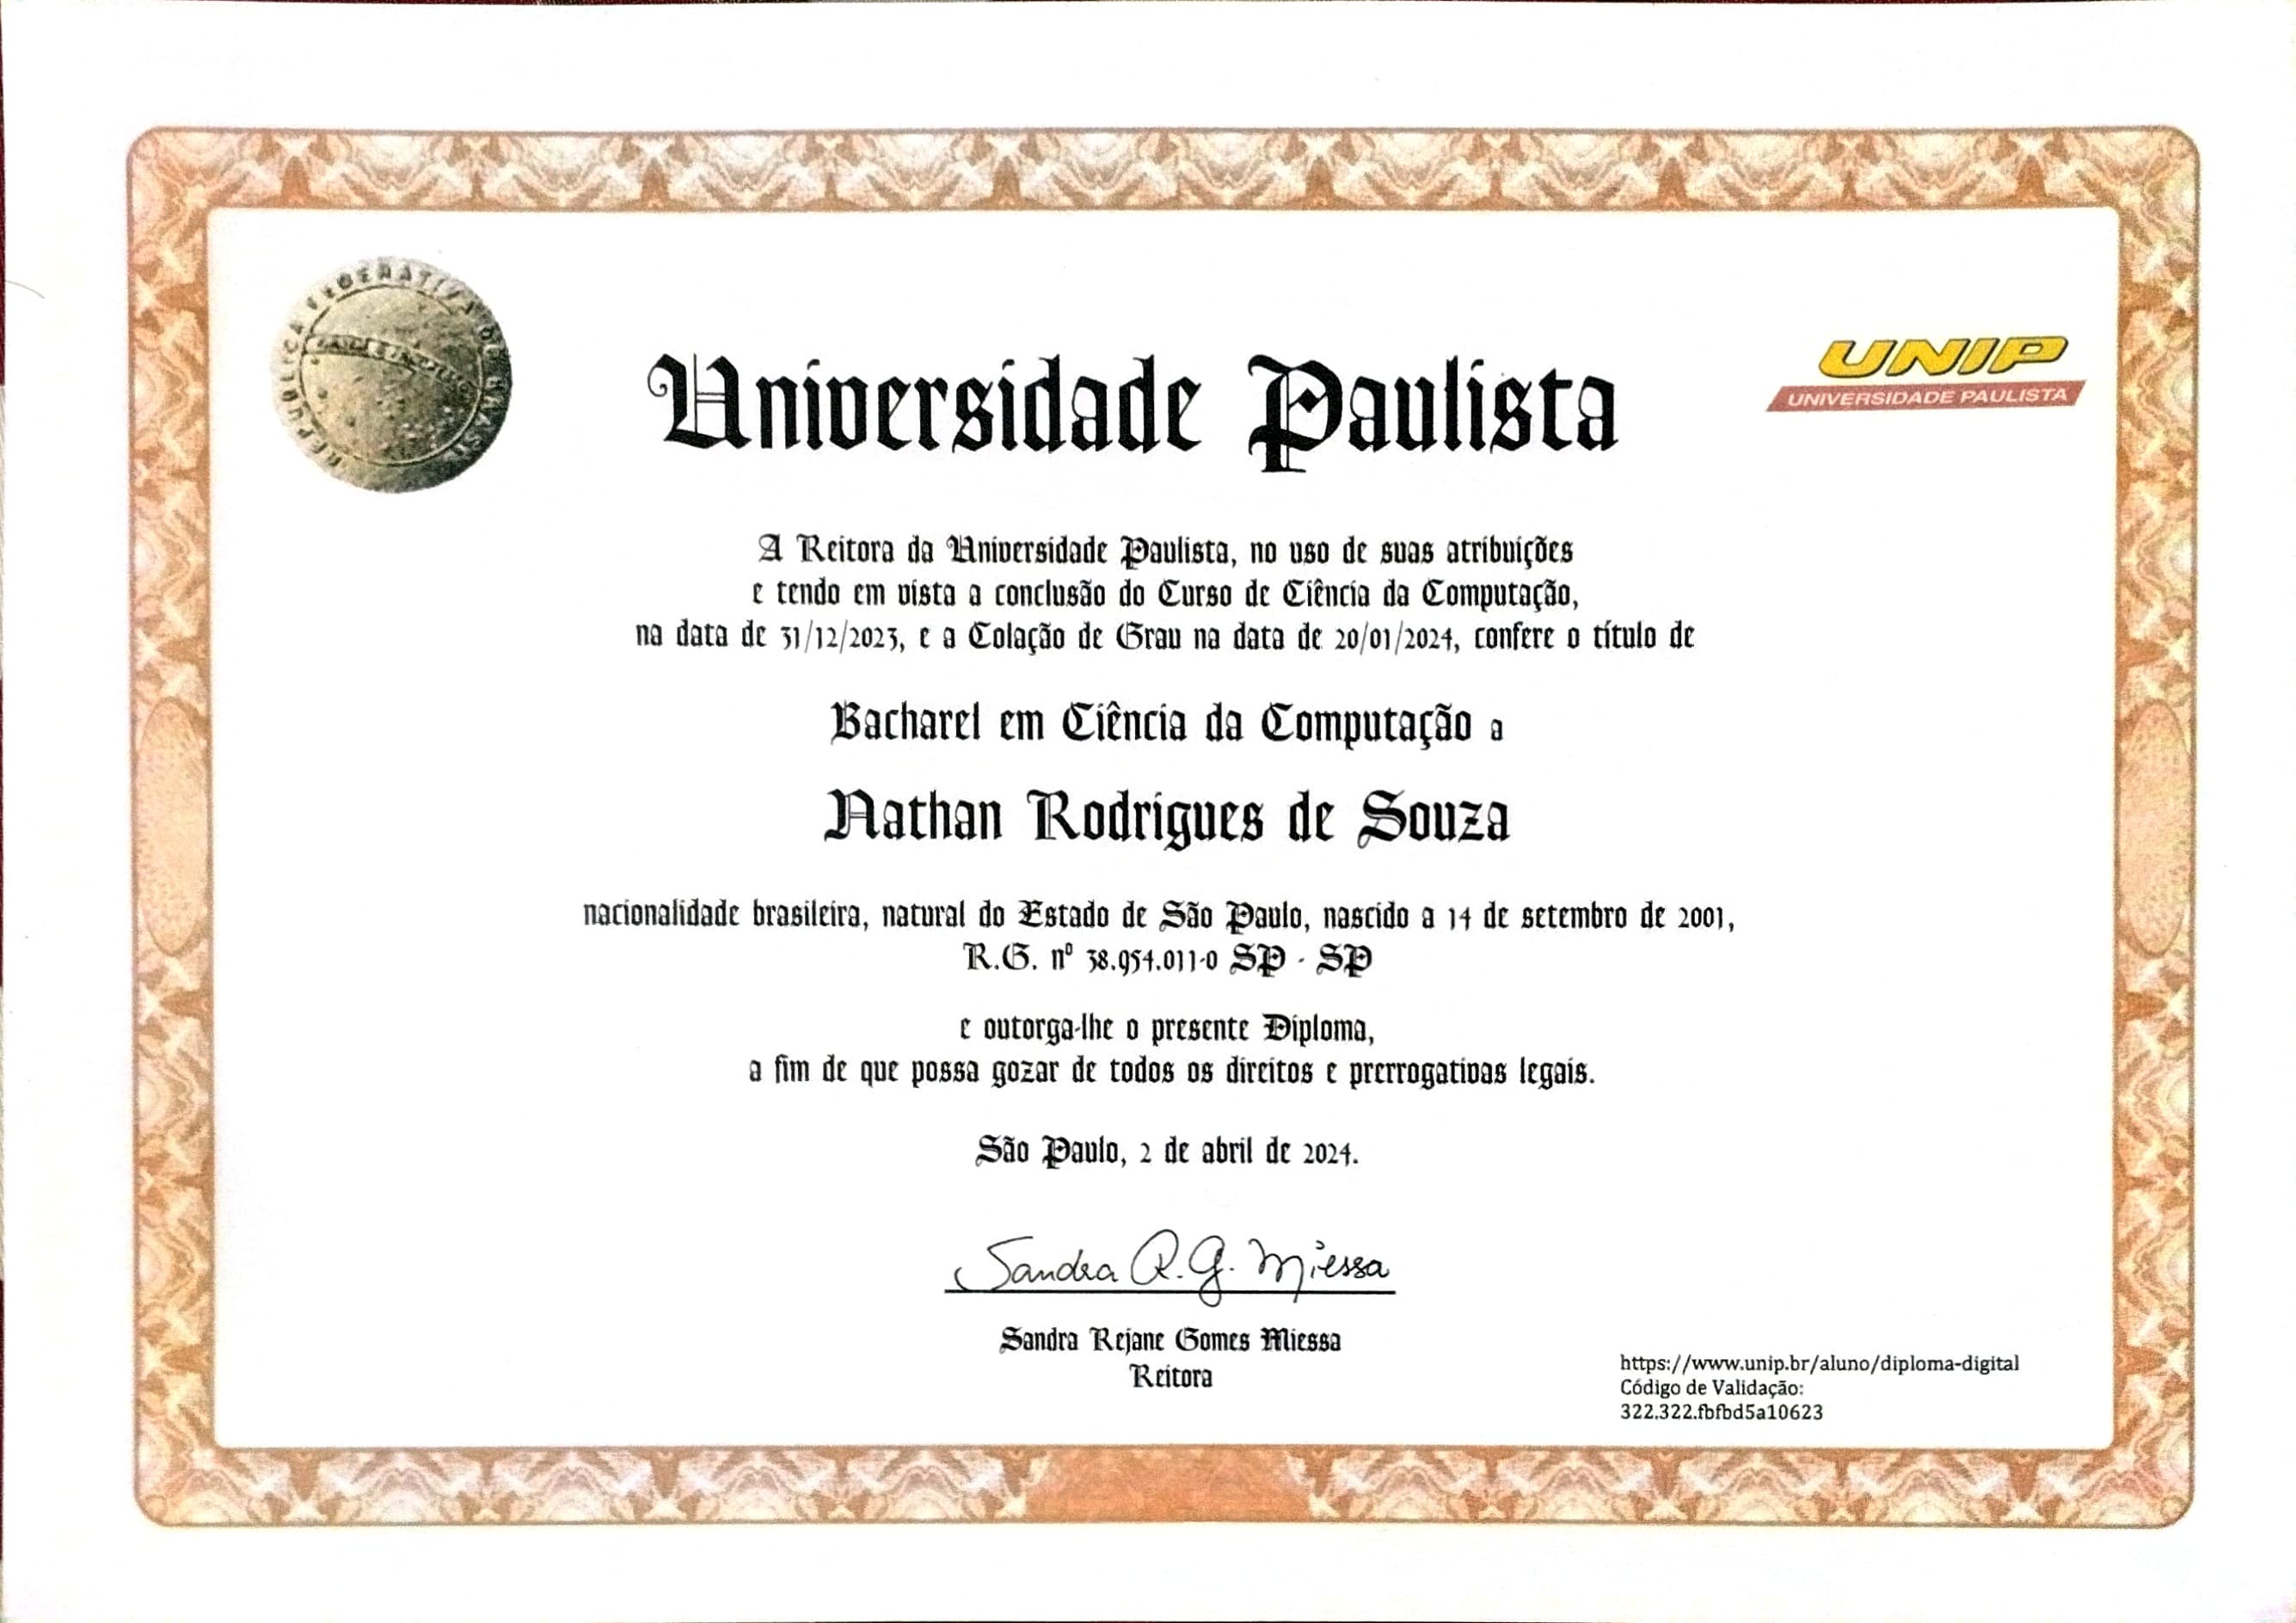 REPÚBLICA FEDERATIVA DO BRASIL
UNIP
UNIVERSIDADE PAULISTA
Universidade Paulista
A Reitora da Universidade Paulista, no uso de suas atribuições
e tendo em vista a conclusão do Curso de Ciência da Computação,
na data de 31/12/2023, e a Colação de Grau na data de 20/01/2024, confere o título de
Bacharel em Ciência da Computação a
Nathan Rodrigues de Souza
nacionalidade brasileira, natural do Estado de São Paulo, nascido a 14 de setembro de 2001,
R.G. nº 38.954.011-0 SP - SP
e outorga-lhe o presente Diploma,
a fim de que possa gozar de todos os direitos e prerrogativas legais.
São Paulo, 2 de abril de 2024.
Sandra R. G. Miessa
Sandra Rejane Gomes Miessa
Reitora
https://www.unip.br/aluno/diploma-digital
Código de Validação:
322.322.fbfbd5a10623